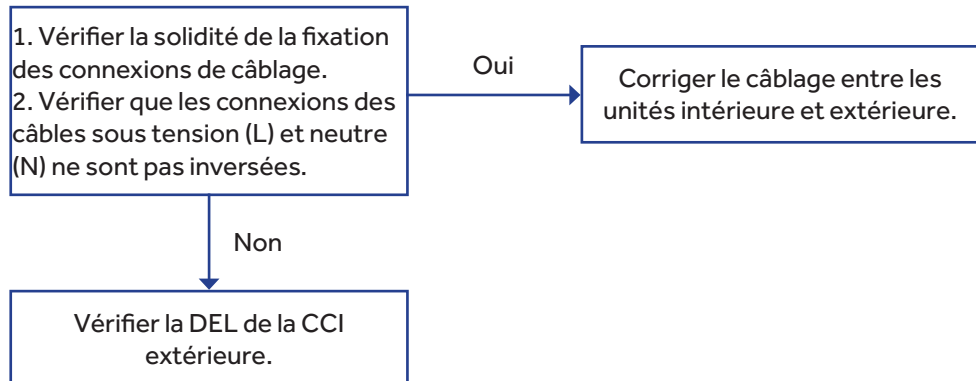 1. Vérifier la solidité de la fixation
des connexions de câblage.
2. Vérifier que les connexions des
câbles sous tension (L) et neutre
(N) ne sont pas inversées.
Oui
Corriger le câblage entre les
unités intérieure et extérieure.
Non
Vérifier la DEL de la CCI
extérieure.